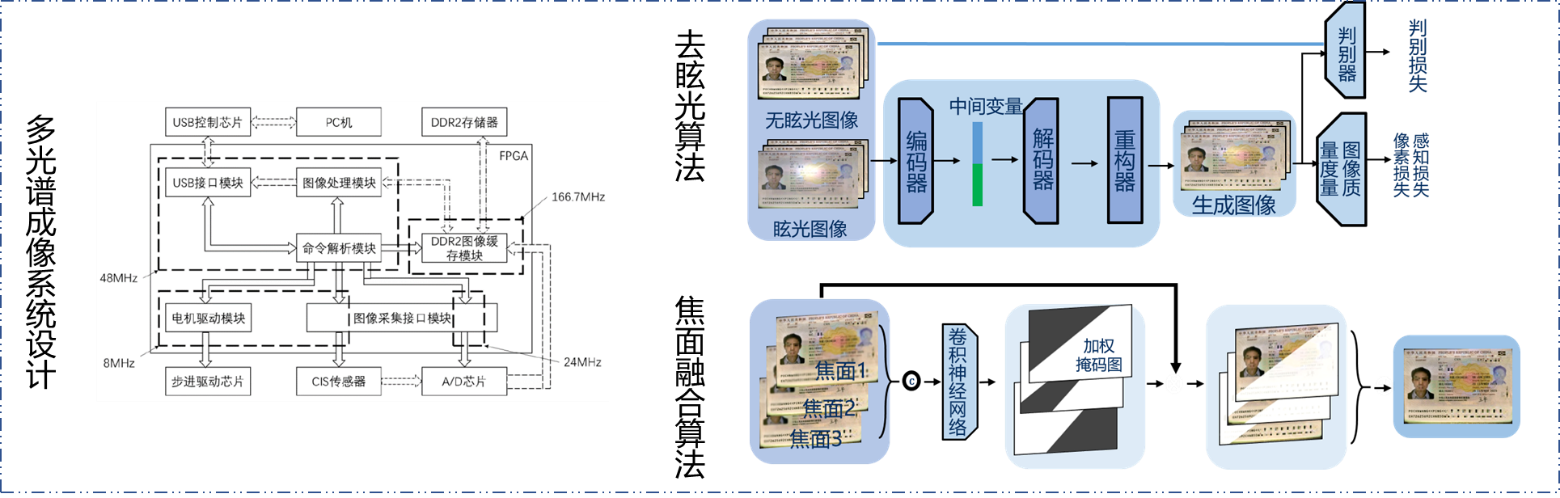 多光谱成像系统设计
USB控制芯片
PC机
DDR2存储器
FPGA
USB接口模块
图像处理模块
166.7MHz
命令解析模块
DDR2图像缓
存模块
48MHz
电机驱动模块
图像采集接口模块
8MHz
24MHz
步进驱动芯片
CIS传感器
A/D芯片
去眩光算法
无眩光图像
眩光图像
编码器
中间变量
解码器
重构器
生成图像
判别器
判别损失
图像质
量度量
感知损失
像素损失
焦面融合算法
焦面1
焦面2
焦面3
C
卷积神经网络
加权
掩码图